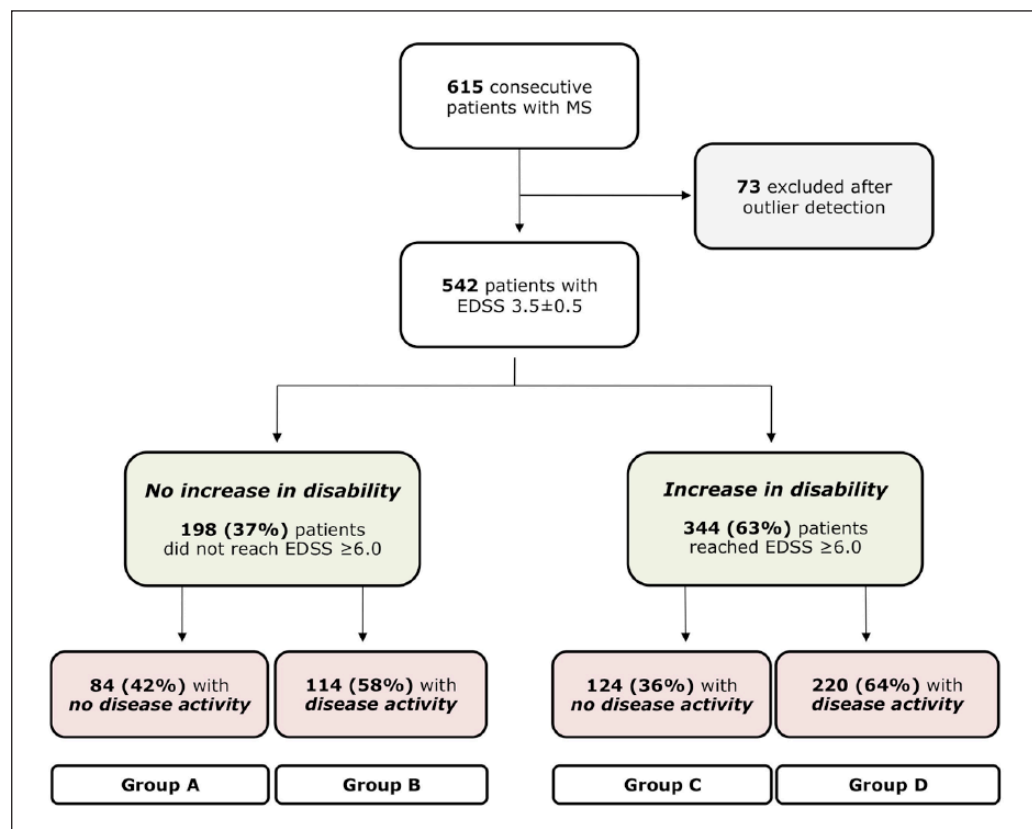 615 consecutive
patients with MS
73 excluded after
outlier detection
542 patients with
EDSS 3.5±0.5
No increase in disability
198 (37%) patients
did not reach EDSS ≥6.0
Increase in disability
344 (63%) patients
reached EDSS ≥6.0
84 (42%) with
no disease activity
114 (58%) with
disease activity
124 (36%) with
no disease activity
220 (64%) with
disease activity
Group A
Group B
Group C
Group D